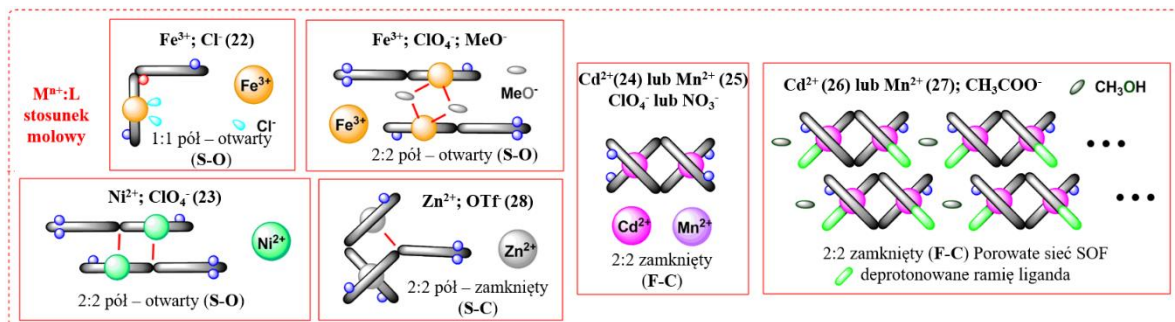 Mⁿ⁺:L
stosunek
molowy
Fe³⁺; Cl⁻ (22)
Fe³⁺
Cl⁻
1:1 pół – otwarty
(S-O)
Fe³⁺; ClO₄⁻; MeO⁻
MeO⁻
Fe³⁺
2:2 pół – otwarty (S-O)
Ni²⁺; ClO₄⁻ (23)
Ni²⁺
2:2 pół – otwarty (S-O)
Zn²⁺; OTf⁻ (28)
Zn²⁺
2:2 pół – zamknięty
(S-C)
Cd²⁺ (24) lub Mn²⁺ (25)
ClO₄⁻ lub NO₃⁻
Cd²⁺ Mn²⁺
2:2 zamknięty
(F-C)
Cd²⁺ (26) lub Mn²⁺ (27); CH₃COO⁻
CH₃OH
2:2 zamknięty (F-C) Porowate sieć SOF
deprotonowane ramię liganda